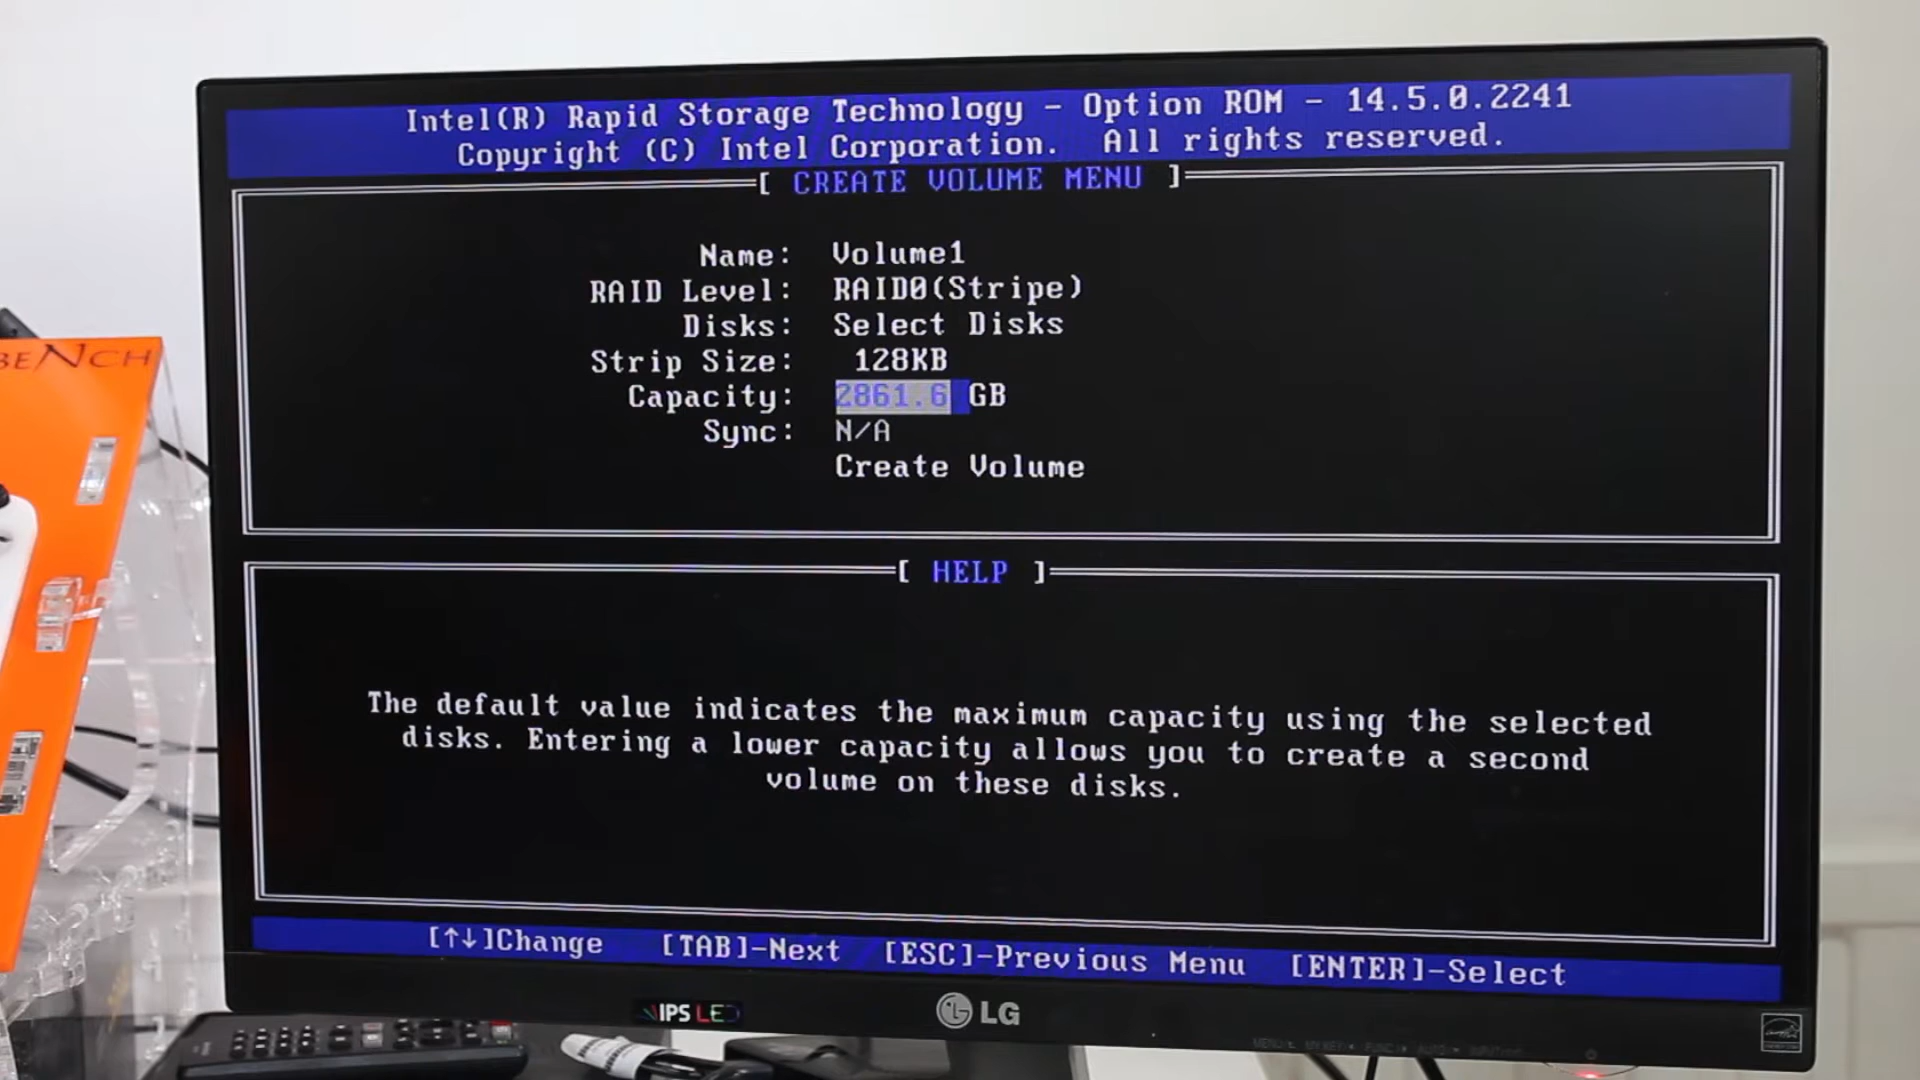 Intel(R) Rapid Storage Technology - Option ROM - 14.5.0.2241
Copyright (C) Intel Corporation. All rights reserved.
[ CREATE VOLUME MENU ]
Name: Volume1
RAID Level: RAID0(Stripe)
Disks: Select Disks
Strip Size: 128KB
Capacity: 2861.6 GB
Sync: N/A
Create Volume
[ HELP ]
The default value indicates the maximum capacity using the selected
disks. Entering a lower capacity allows you to create a second
volume on these disks.
[↑↓]Change [TAB]-Next [ESC]-Previous Menu [ENTER]-Select
IPS LED
LG
BENCH